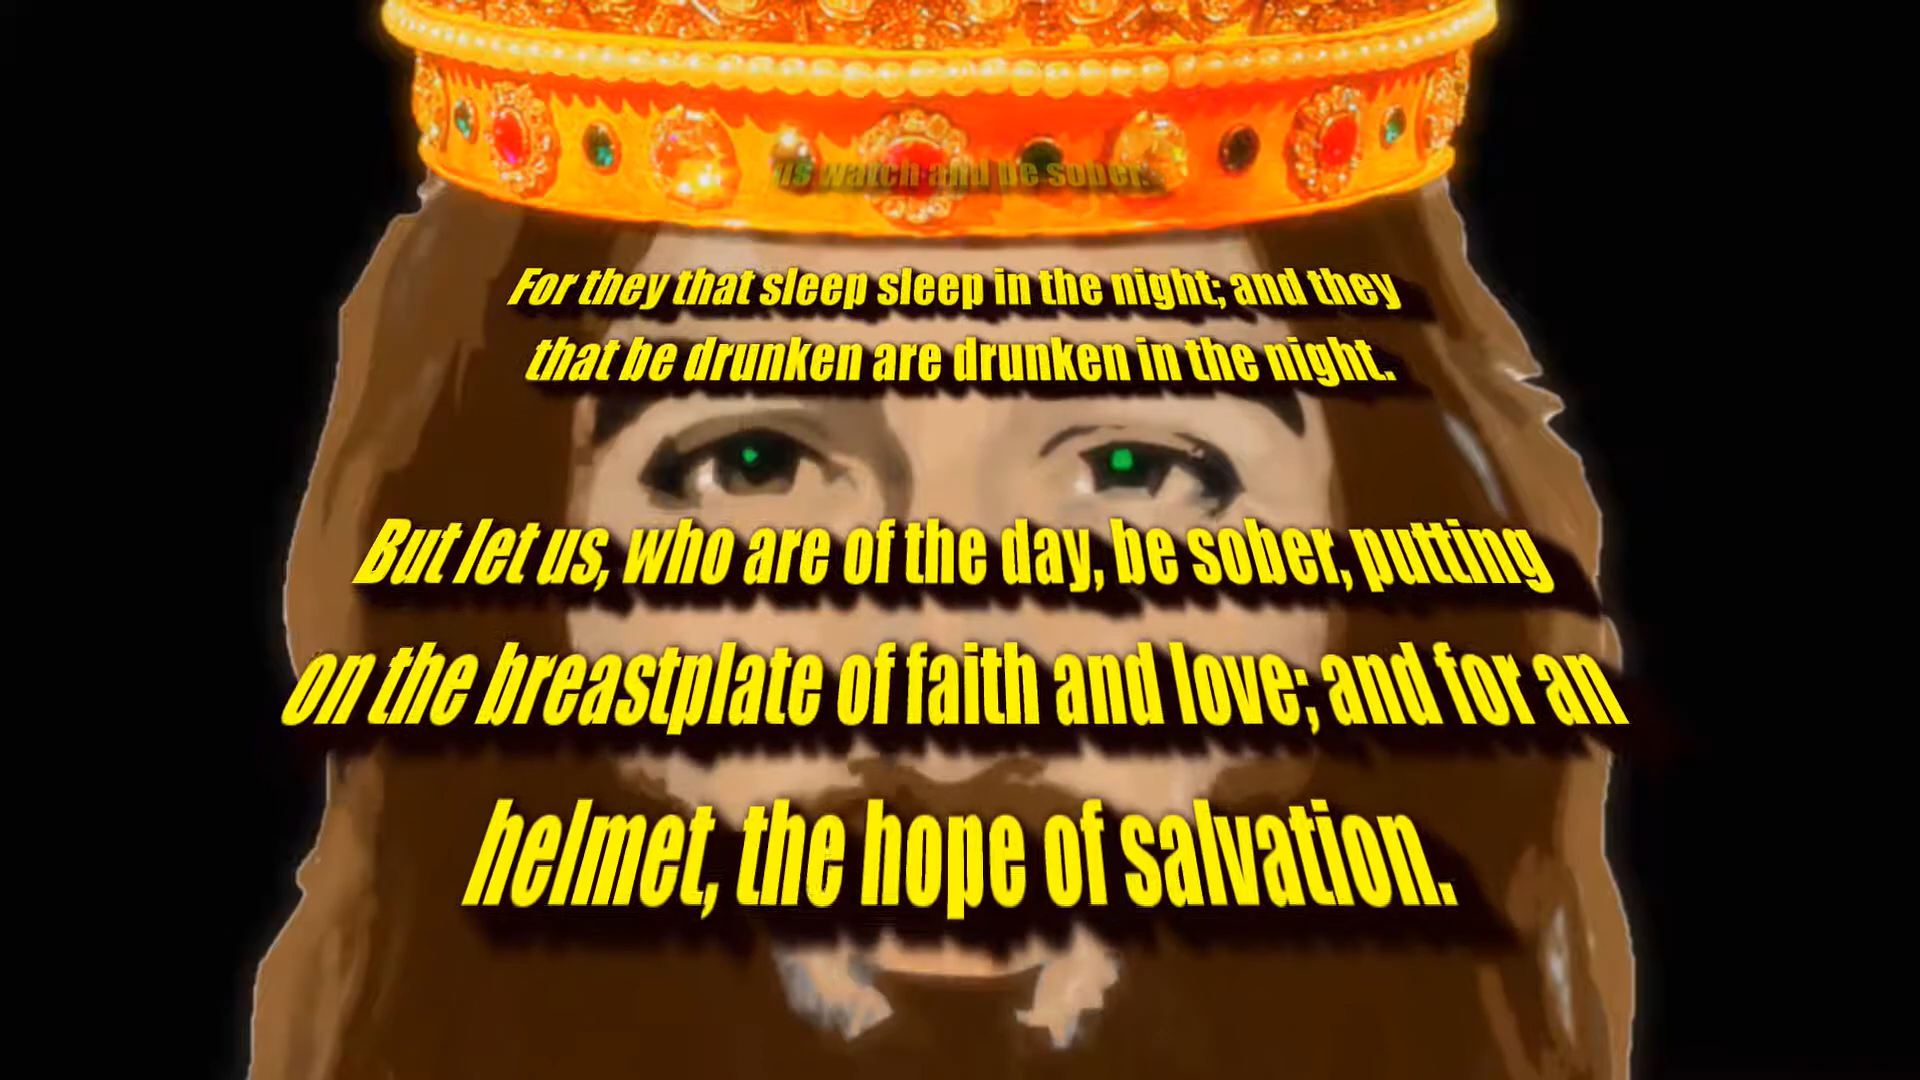 us watch and be sober.
For they that sleep sleep in the night; and they
that be drunken are drunken in the night.
But let us, who are of the day, be sober, putting
on the breastplate of faith and love; and for an
helmet, the hope of salvation.